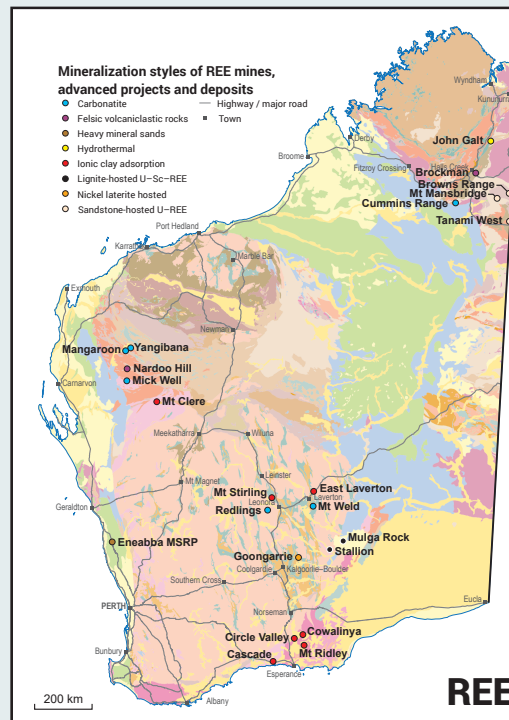 Mineralization styles of REE mines,
advanced projects and deposits
Carbonatite
Felsic volcaniclastic rocks
Heavy mineral sands
Hydrothermal
Ionic clay adsorption
Lignite-hosted U–Sc–REE
Nickel laterite hosted
Sandstone-hosted U–REE
Highway / major road
Town
Wyndham
Kununurra
John Galt
Derby
Broome
Fitzroy Crossing
Halls Creek
Brockman
Browns Range
Mt Mansbridge
Cummins Range
Tanami West
Port Hedland
Karratha
Marble Bar
Exmouth
Newman
Mangaroon
Yangibana
Nardoo Hill
Mick Well
Carnarvon
Mt Clere
Meekatharra
Wiluna
Mt Magnet
Leinster
Mt Stirling
East Laverton
Laverton
Leonora
Redlings
Mt Weld
Geraldton
Eneabba MSRP
Mulga Rock
Stallion
Goongarrie
Coolgardie
Kalgoorlie–Boulder
Southern Cross
Eucla
PERTH
Norseman
Circle Valley
Cowalinya
Mt Ridley
Bunbury
Cascade
Esperance
Albany
200 km
REE